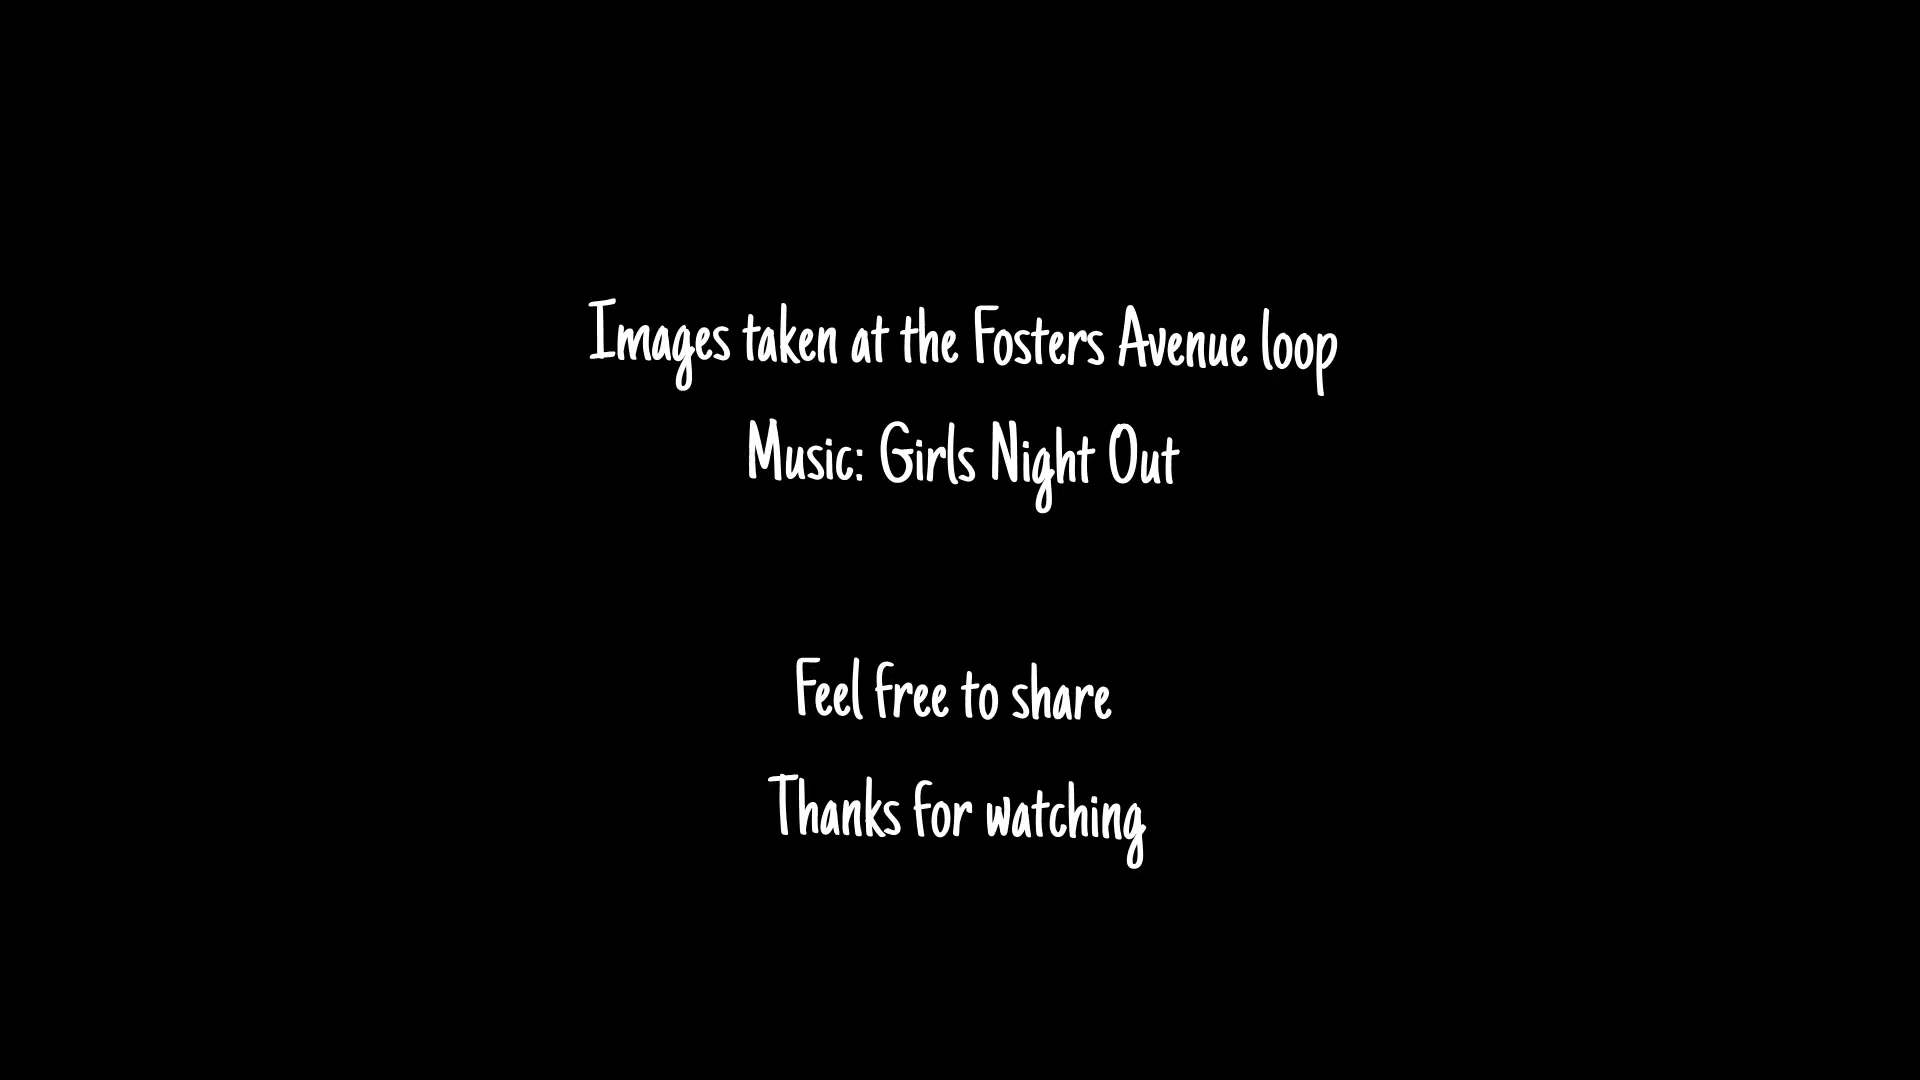 Images taken at the Fosters Avenue loop
Music: Girls Night Out
Feel free to share
Thanks for watching